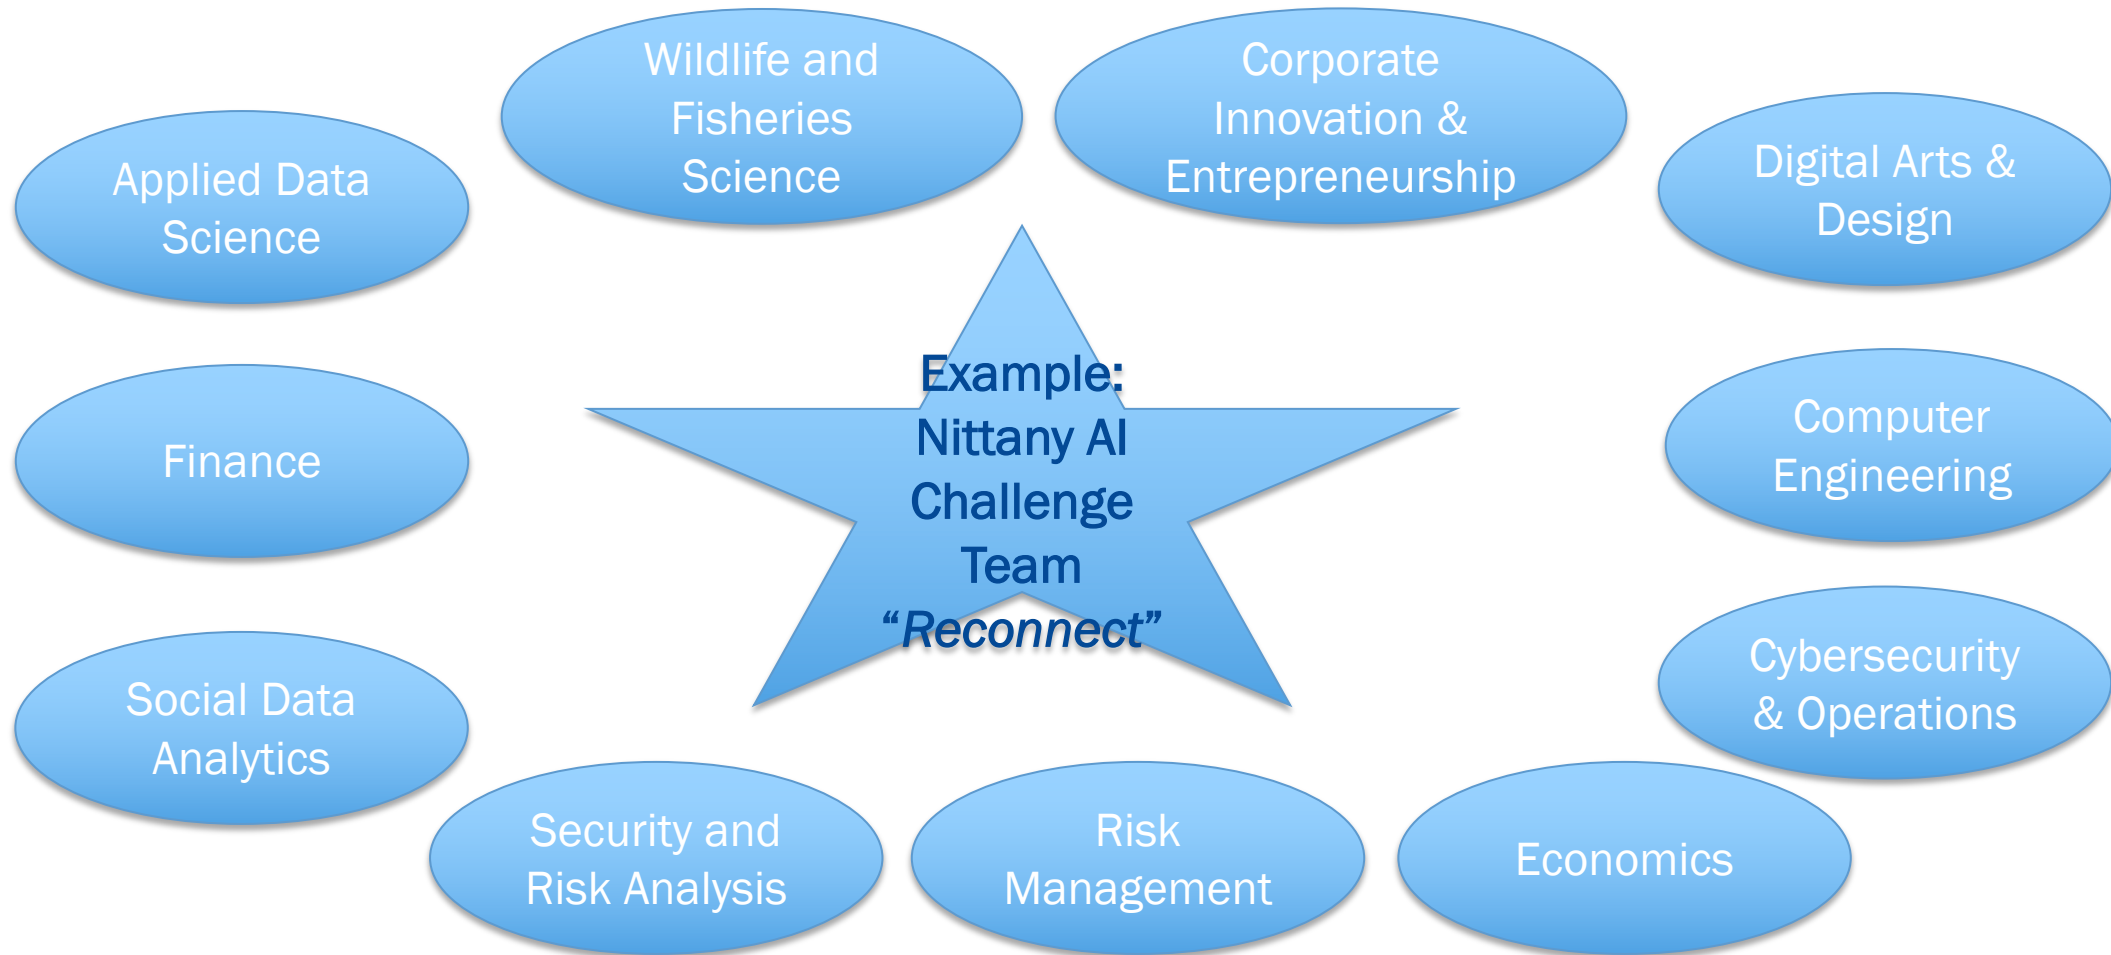 Wildlife and
Fisheries
Science
Corporate
Innovation &
Entrepreneurship
Applied Data
Science
Digital Arts &
Design
Example:
Nittany AI
Challenge
Team
“Reconnect”
Finance
Computer
Engineering
Social Data
Analytics
Cybersecurity
& Operations
Security and
Risk Analysis
Risk
Management
Economics